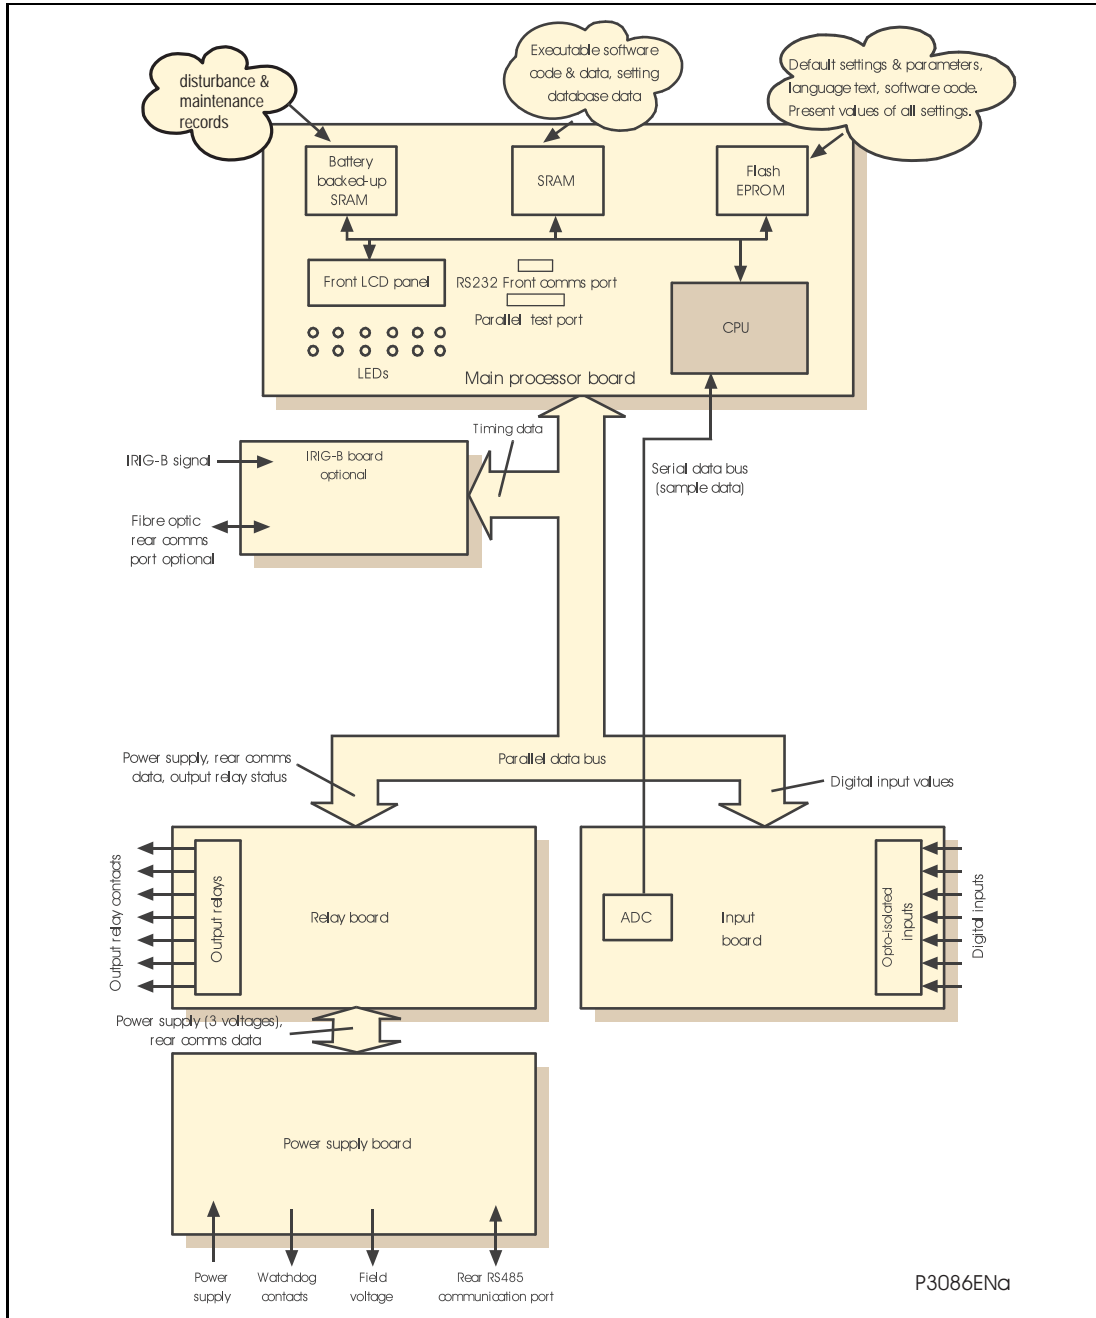 disturbance &
maintenance
records
Executable software
code & data, setting
database data
Default settings & parameters,
language text, software code.
Present values of all settings.
Battery
backed-up
SRAM
SRAM
Flash
EPROM
Front LCD panel
RS232 Front comms port
Parallel test port
CPU
LEDs
Main processor board
Timing data
IRIG-B signal
IRIG-B board
optional
Serial data bus
(sample data)
Fibre optic
rear comms
port optional
Power supply, rear comms
data, output relay status
Parallel data bus
Digital input values
Output relay contacts
Output relays
Relay board
ADC
Input
board
Opto-isolated
inputs
Digital inputs
Power supply (3 voltages),
rear comms data
Power supply board
Power
supply
Watchdog
contacts
Field
voltage
Rear RS485
communication port
P3086ENa